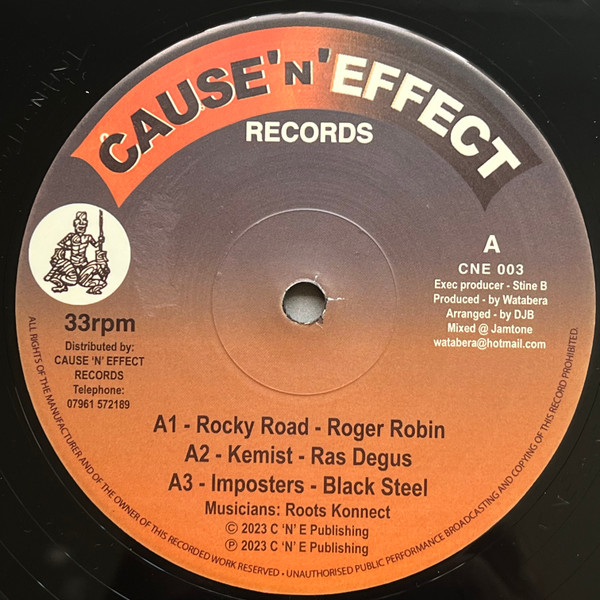 CAUSE 'N' EFFECT
RECORDS
A
CNE 003
Exec producer - Stine B
Produced - by Watabera
Arranged - by DJB
Mixed @ Jamtone
watabera@hotmail.com
33rpm
Distributed by:
CAUSE 'N' EFFECT
RECORDS
Telephone:
07961 572189
A1 - Rocky Road - Roger Robin
A2 - Kemist - Ras Degus
A3 - Imposters - Black Steel
Musicians: Roots Konnect
© 2023 C 'N' E Publishing
℗ 2023 C 'N' E Publishing
ALL RIGHTS OF THE MANUFACTURER AND OF THE OWNER OF THIS RECORDED WORK RESERVED • UNAUTHORISED PUBLIC PERFORMANCE BROADCASTING AND COPYING OF THIS RECORD PROHIBITED.